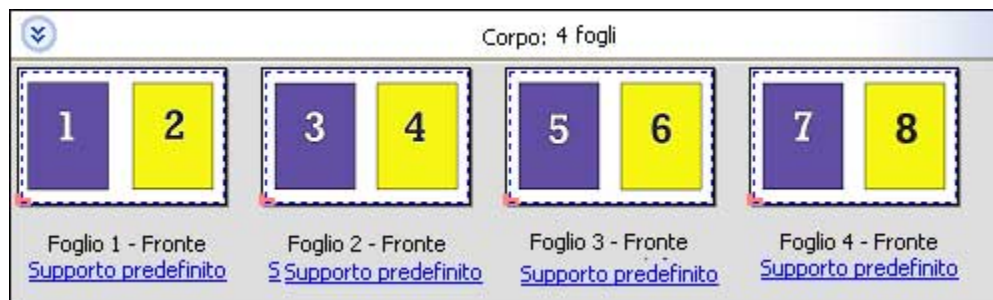 Corpo: 4 fogli
1 2 3 4 5 6 7 8
Foglio 1 - Fronte Foglio 2 - Fronte Foglio 3 - Fronte Foglio 4 - Fronte
Supporto predefinito S Supporto predefinito Supporto predefinito Supporto predefinito